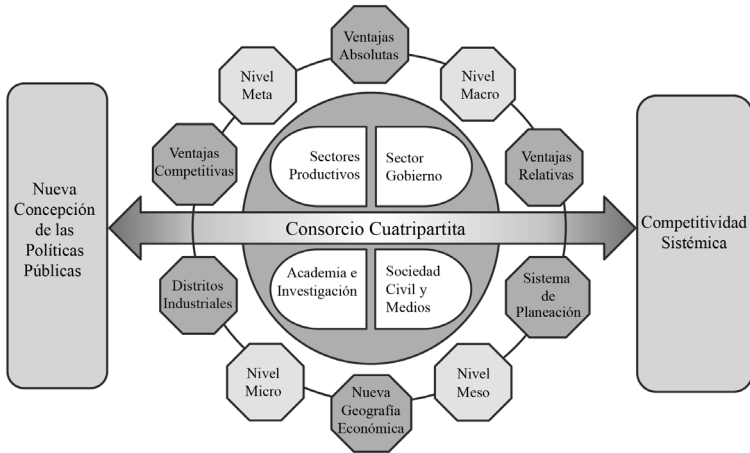 Ventajas
Absolutas
Nivel
Meta
Nivel
Macro
Ventajas
Competitivas
Sectores
Productivos
Sector
Gobierno
Ventajas
Relativas
Nueva
Concepción
de las
Políticas
Públicas
Consorcio Cuatripartita
Competitividad
Sistémica
Distritos
Industriales
Academia e
Investigación
Sociedad
Civil y
Medios
Sistema
de
Planeación
Nivel
Micro
Nueva
Geografía
Económica
Nivel
Meso